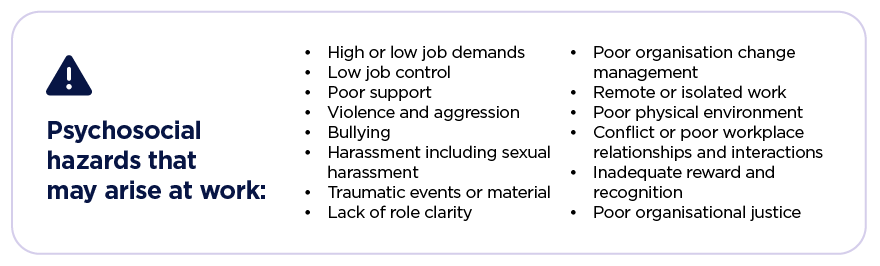 Psychosocial
hazards that
may arise at work:
• High or low job demands
• Low job control
• Poor support
• Violence and aggression
• Bullying
• Harassment including sexual
harassment
• Traumatic events or material
• Lack of role clarity
• Poor organisation change
management
• Remote or isolated work
• Poor physical environment
• Conflict or poor workplace
relationships and interactions
• Inadequate reward and
recognition
• Poor organisational justice